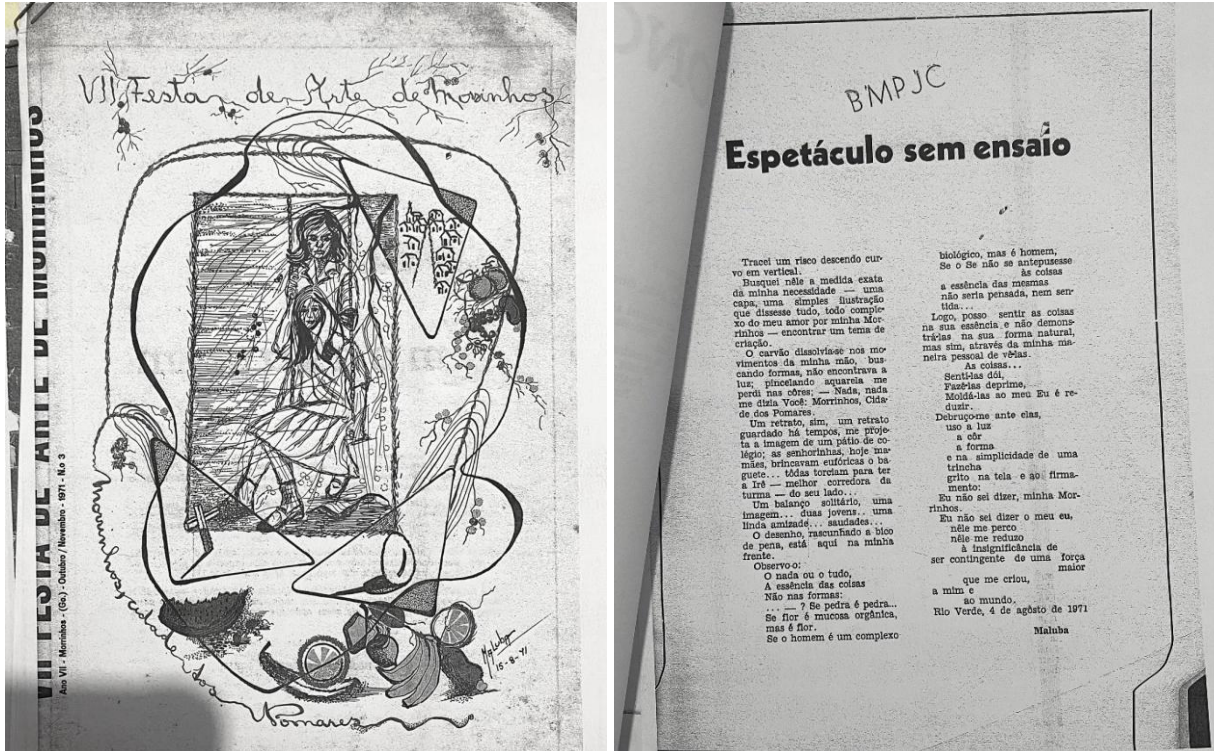 VII Festa de Arte de Morrinhos
VII FESTA DE ARTE DE MORRINHOS
Ano VII - Morrinhos - (Go.) - Outubro / Novembro - 1971 - N.o 3
Morrinhos, cidade dos
Pomares
Maluba
15-8-71
BMPJC
Espetáculo sem ensaio
Tracei um risco descendo cur-
vo em vertical.
Busquei nêle a medida exata
da minha necessidade — uma
capa, uma simples ilustração
que dissesse tudo, todo comple-
xo do meu amor por minha Mor-
rinhos — encontrar um tema de
criação.
O carvão dissolvia-se nos mo-
vimentos da minha mão, bus-
cando formas, não encontrava a
luz; pincelando aquarela me
perdi nas côres; — Nada, nada
me dizia Você: Morrinhos, Cida-
de dos Pomares.
Um retrato, sim, um retrato
guardado há tempos, me proje-
ta a imagem de um pátio de co-
légio; as senhorinhas, hoje ma-
mães, brincavam eufóricas o ba-
guete... tôdas torciam para ter
a Irê — melhor corredora da
turma — do seu lado...
Um balanço solitário, uma
imagem... duas jovens.. uma
linda amizade... saudades...
O desenho, rascunhado a bico
de pena, está aqui na minha
frente.
Observo-o:
O nada ou o tudo,
A essência das coisas
Não nas formas:
... — ? Se pedra é pedra...
Se flor é mucosa orgânica,
mas é flor.
Se o homem é um complexo
biológico, mas é homem,
Se o Se não se antepusesse
às coisas
a essência das mesmas
não seria pensada, nem sen-
tida...
Logo, posso sentir as coisas
na sua essência e não demons-
trá-las na sua forma natural,
mas sim, através da minha ma-
neira pessoal de vê-las.
As coisas...
Sentí-las dói,
Fazê-las deprime,
Moldá-las ao meu Eu é re-
duzir.
Debruço-me ante elas,
uso a luz
a côr
a forma
e na simplicidade de uma
trincha
grito na tela e ao firma-
mento:
Eu não sei dizer, minha Mor-
rinhos.
Eu não sei dizer o meu eu,
nêle me perco
nêle me reduzo
à insignificância de
ser contingente de uma força
maior
que me criou,
a mim e
ao mundo.
Rio Verde, 4 de agôsto de 1971
Maluba